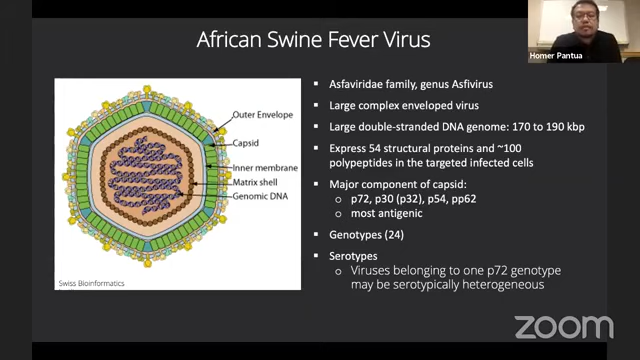 African Swine Fever Virus
Homer Pantua
Outer Envelope
Capsid
Inner membrane
Matrix shell
Genomic DNA
Swiss Bioinformatics
▪ Asfaviridae family, genus Asfivirus
▪ Large complex enveloped virus
▪ Large double-stranded DNA genome: 170 to 190 kbp
▪ Express 54 structural proteins and ~100
polypeptides in the targeted infected cells
▪ Major component of capsid:
o p72, p30 (p32), p54, pp62
o most antigenic
▪ Genotypes (24)
▪ Serotypes
o Viruses belonging to one p72 genotype
may be serotypically heterogeneous
zoom